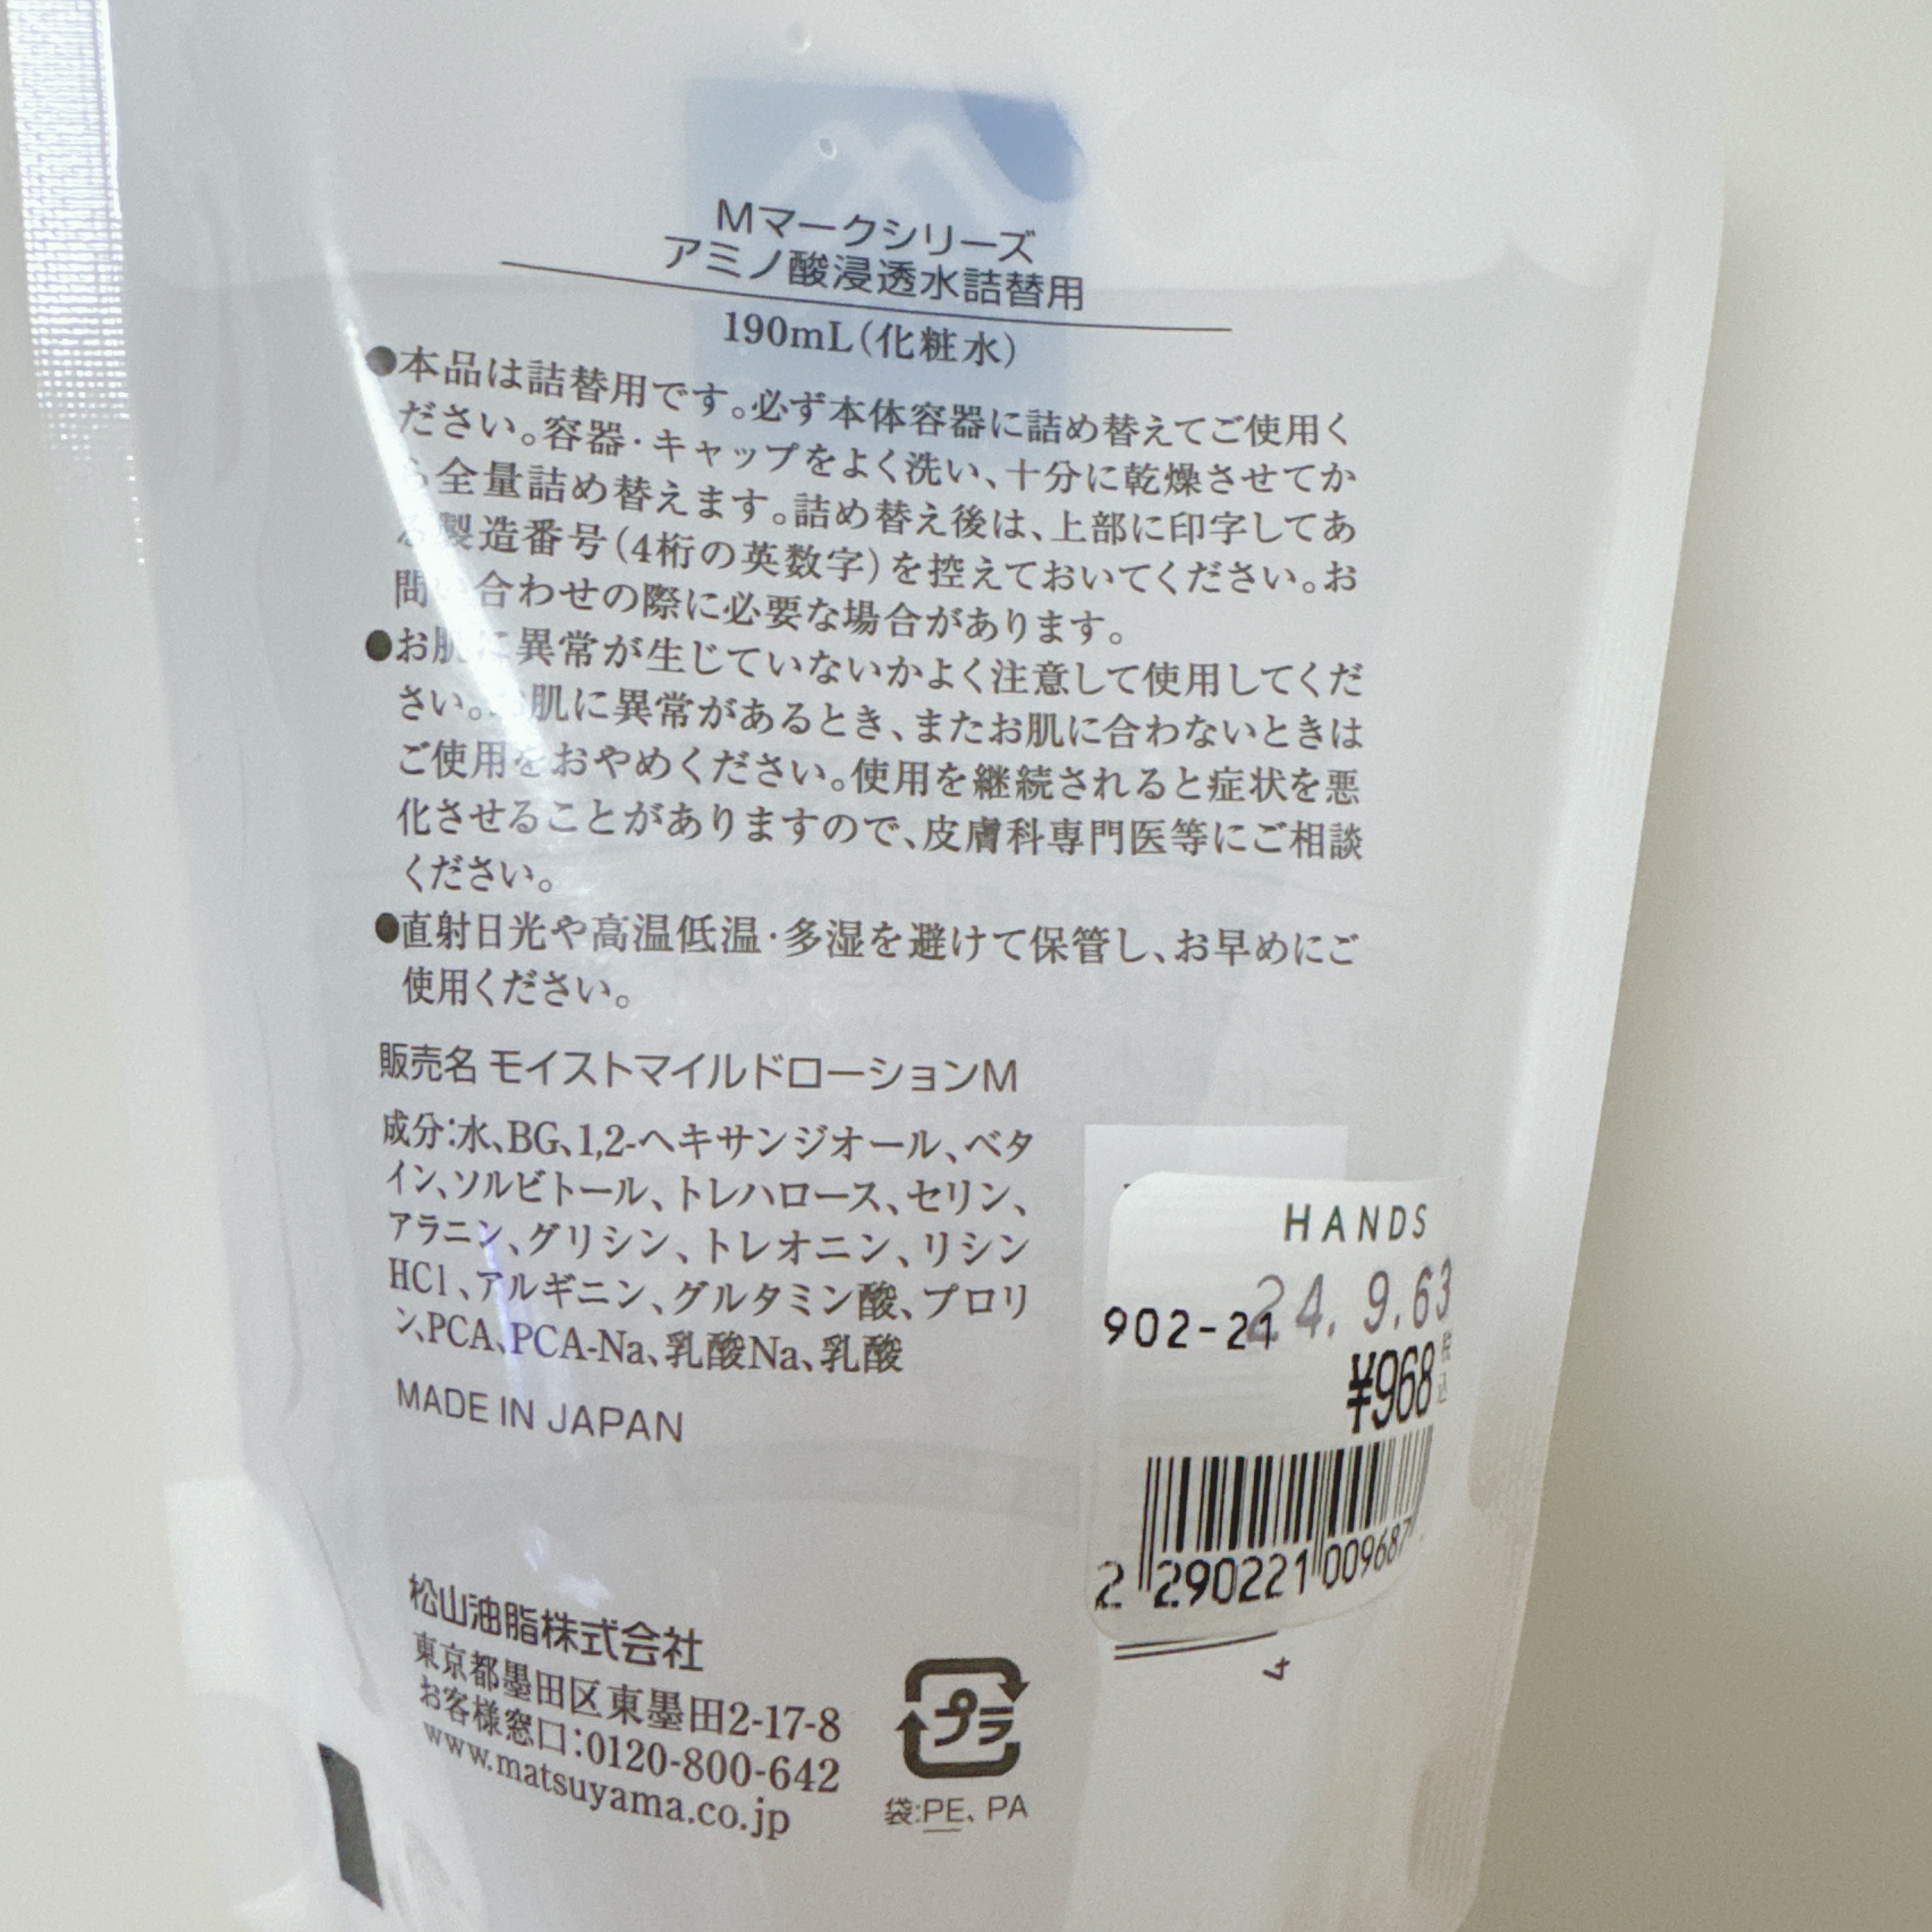 Mマークシリーズ
アミノ酸浸透水詰替用
190mL(化粧水)
●本品は詰替用です。必ず本体容器に詰め替えてご使用く
ださい。容器・キャップをよく洗い、十分に乾燥させてか
ら全量詰め替えます。詰め替え後は、上部に印字してあ
る製造番号(4桁の英数字)を控えておいてください。お
問い合わせの際に必要な場合があります。
●お肌に異常が生じていないかよく注意して使用してくだ
さい。お肌に異常があるとき、またお肌に合わないときは
ご使用をおやめください。使用を継続されると症状を悪
化させることがありますので、皮膚科専門医等にご相談
ください。
●直射日光や高温低温・多湿を避けて保管し、お早めにご
使用ください。
販売名 モイストマイルドローションM
成分:水、BG、1,2-ヘキサンジオール、ベタ
イン、ソルビトール、トレハロース、セリン、
アラニン、グリシン、トレオニン、リシン
HCl、アルギニン、グルタミン酸、プロリ
ン、PCA、PCA-Na、乳酸Na、乳酸
MADE IN JAPAN
HANDS
24.9.63
902-21
¥968税込
2 290221 009687
松山油脂株式会社
東京都墨田区東墨田2-17-8
お客様窓口:0120-800-642
www.matsuyama.co.jp
プラ
袋:PE、PA
4